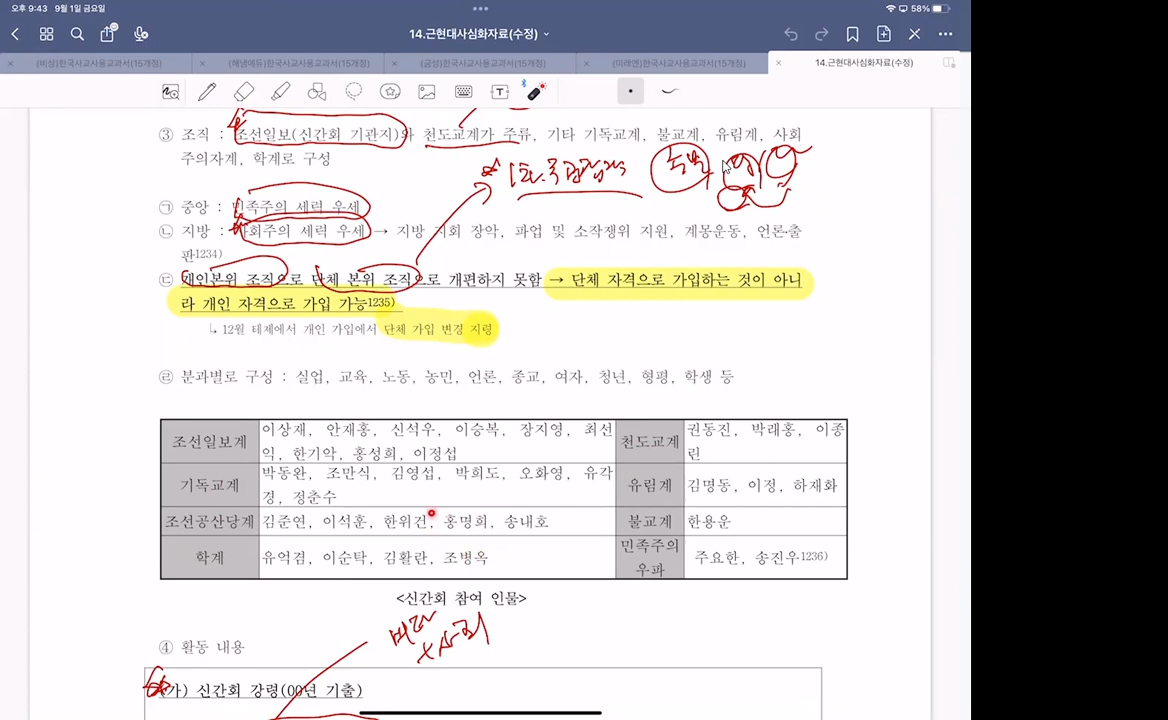 오후 9:43 9월 1일 금요일
58%
14.근현대사심화자료(수정)
(비상)한국사교사용교과서(15개정)
(해냄에듀)한국사교사용교과서(15개정)
(금성)한국사교사용교과서(15개정)
(미래엔)한국사교사용교과서(15개정)
14.근현대사심화자료(수정)
③ 조직 : 조선일보(신간회 기관지)와 천도교계가 주류, 기타 기독교계, 불교계, 유림계, 사회
주의자계, 학계로 구성
㉠ 중앙 : 민족주의 세력 우세
㉡ 지방 : 사회주의 세력 우세 → 지방 지회 장악, 파업 및 소작쟁위 지원, 계몽운동, 언론·출
판1234)
㉢ 개인본위 조직으로 단체 본위 조직으로 개편하지 못함 → 단체 자격으로 가입하는 것이 아니
라 개인 자격으로 가입 가능1235)
↳ 12월 테제에서 개인 가입에서 단체 가입 변경 지령
㉣ 분과별로 구성 : 실업, 교육, 노동, 농민, 언론, 종교, 여자, 청년, 형평, 학생 등
조선일보계 이상재, 안재홍, 신석우, 이승복, 장지영, 최선
익, 한기악, 홍성희, 이정섭
천도교계 권동진, 박래홍, 이종
린
기독교계 박동완, 조만식, 김영섭, 박희도, 오화영, 유각
경, 정춘수
유림계 김명동, 이정, 하재화
조선공산당계 김준연, 이석훈, 한위건, 홍명희, 송내호
불교계 한용운
학계 유억겸, 이순탁, 김활란, 조병옥
민족주의
우파 주요한, 송진우1236)
<신간회 참여 인물>
④ 활동 내용
(가) 신간회 강령(00년 기출)